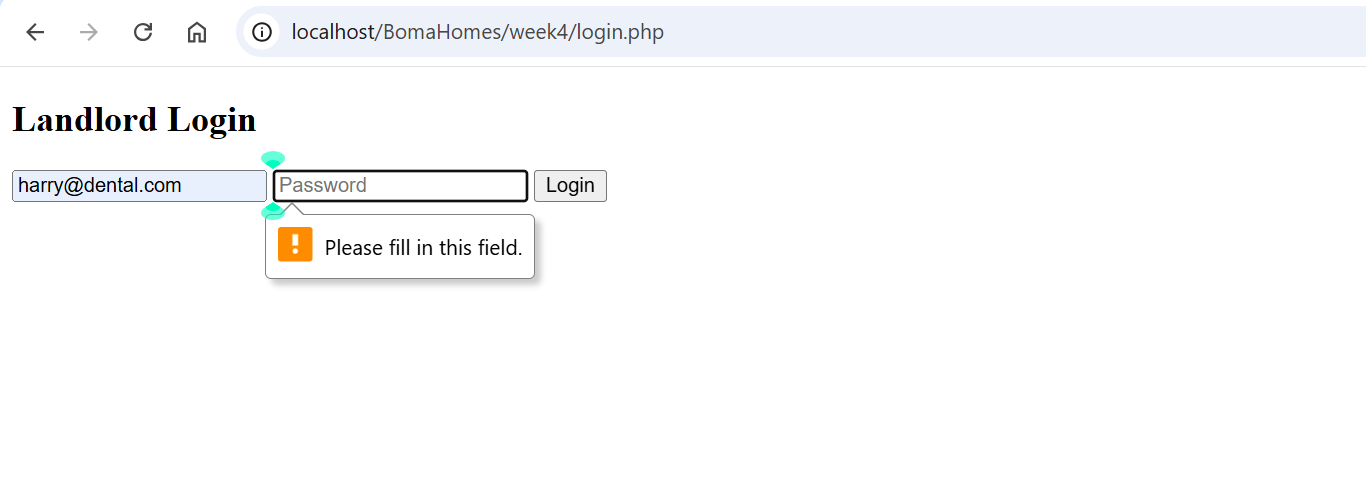 localhost/BomaHomes/week4/login.php
Landlord Login
harry@dental.com Password Login
Please fill in this field.